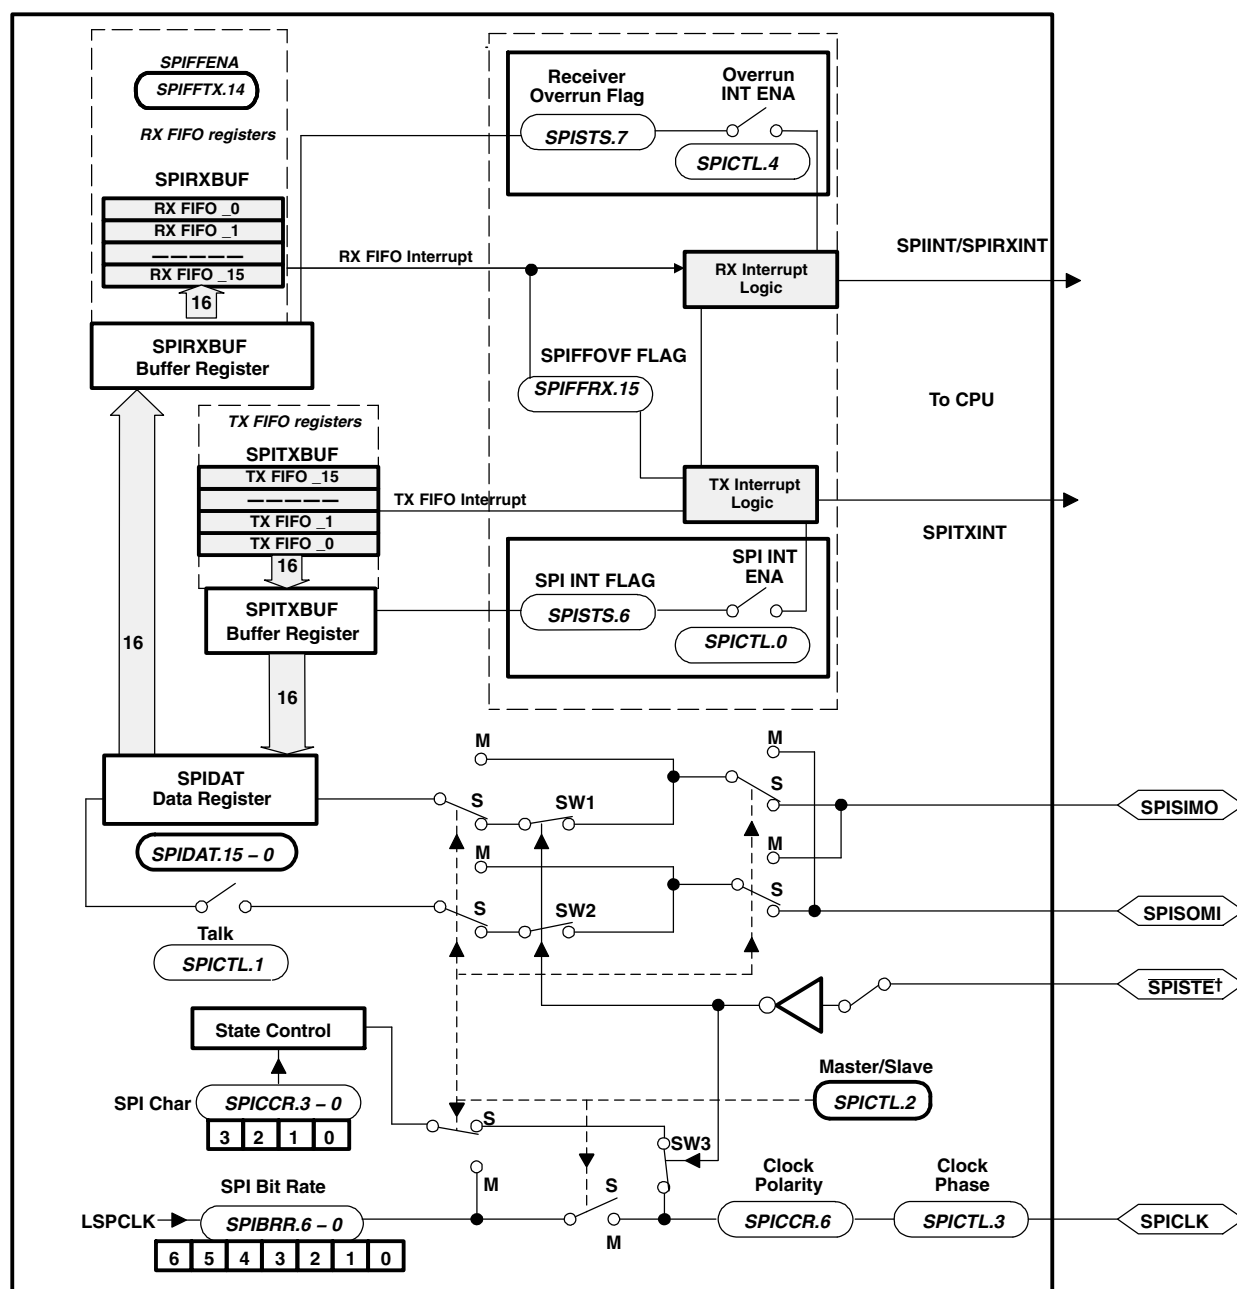 SPIFFENA
SPIFFTX.14
RX FIFO registers
SPIRXBUF
RX FIFO _0
RX FIFO _1
—————
RX FIFO _15
16
SPIRXBUF
Buffer Register
Receiver
Overrun Flag
SPISTS.7
Overrun
INT ENA
SPICTL.4
RX FIFO Interrupt
RX Interrupt
Logic
SPIINT/SPIRXINT
SPIFFOVF FLAG
SPIFFRX.15
To CPU
TX FIFO registers
SPITXBUF
TX FIFO _15
—————
TX FIFO _1
TX FIFO _0
16
TX FIFO Interrupt
TX Interrupt
Logic
SPITXINT
SPITXBUF
Buffer Register
SPI INT FLAG
SPISTS.6
SPI INT
ENA
SPICTL.0
16
16
SPIDAT
Data Register
SPIDAT.15 – 0
M
S
SW1
M
S
SPISIMO
M
S
SW2
M
S
SPISOMI
Talk
SPICTL.1
SPISTE†
State Control
Master/Slave
SPICTL.2
SPI Char
SPICCR.3 – 0
3 2 1 0
S
M
SW3
SPI Bit Rate
LSPCLK
SPIBRR.6 – 0
6 5 4 3 2 1 0
S
M
Clock
Polarity
SPICCR.6
Clock
Phase
SPICTL.3
SPICLK